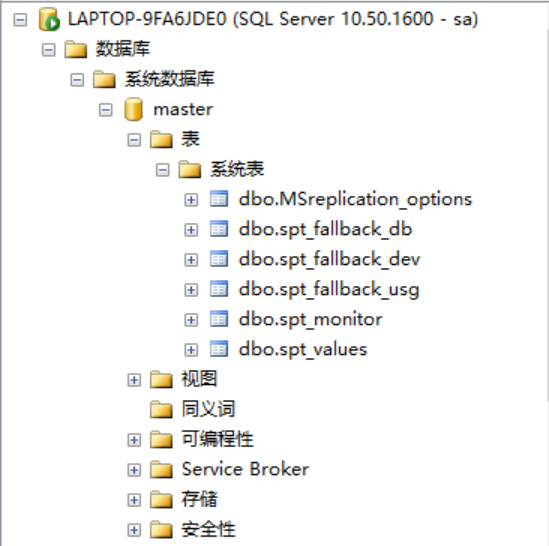 LAPTOP-9FA6JDE0 (SQL Server 10.50.1600 - sa)
数据库
系统数据库
master
表
系统表
dbo.MSreplication_options
dbo.spt_fallback_db
dbo.spt_fallback_dev
dbo.spt_fallback_usg
dbo.spt_monitor
dbo.spt_values
视图
同义词
可编程性
Service Broker
存储
安全性